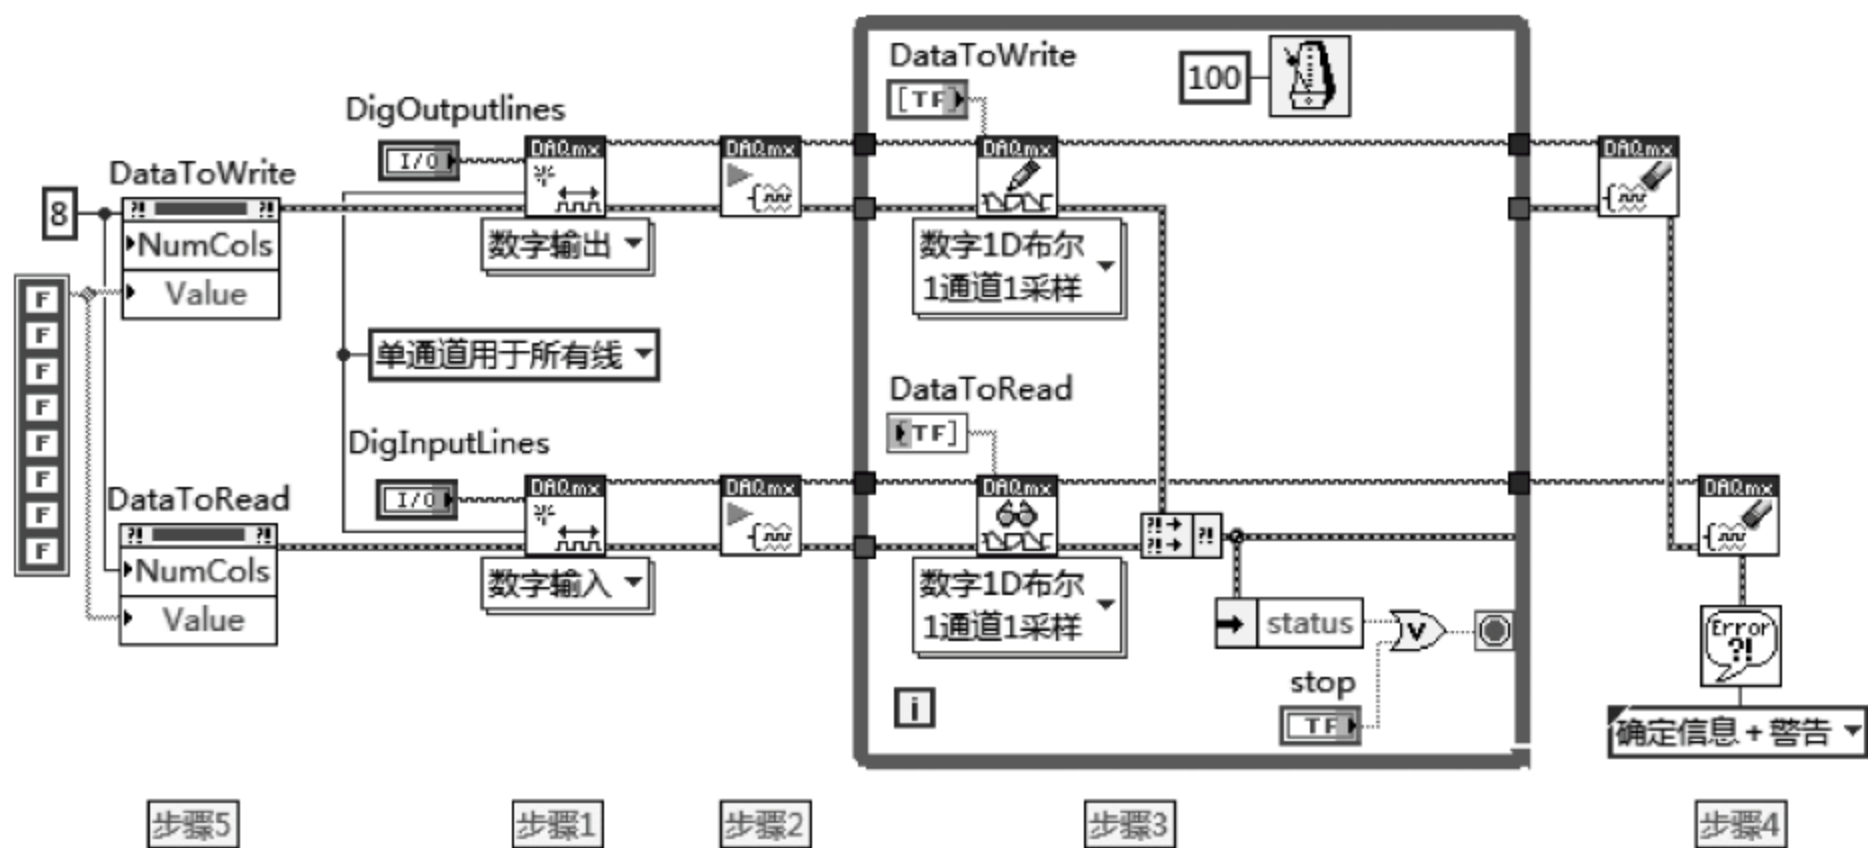 DataToWrite
8
?! ?!
NumCols
Value
F
F
F
F
F
F
F
F
DataToRead
?! ?!
NumCols
Value
DigOutputlines
I/O
DAQmx
数字输出
单通道用于所有线
DigInputLines
I/O
DAQmx
数字输入
DAQmx
DAQmx
DataToWrite
[TF]
100
DAQmx
数字1D布尔
1通道1采样
DataToRead
[TF]
DAQmx
数字1D布尔
1通道1采样
?!
?!
?!
status
V
stop
TF
i
DAQmx
DAQmx
Error
?!
确定信息+警告
步骤5
步骤1
步骤2
步骤3
步骤4